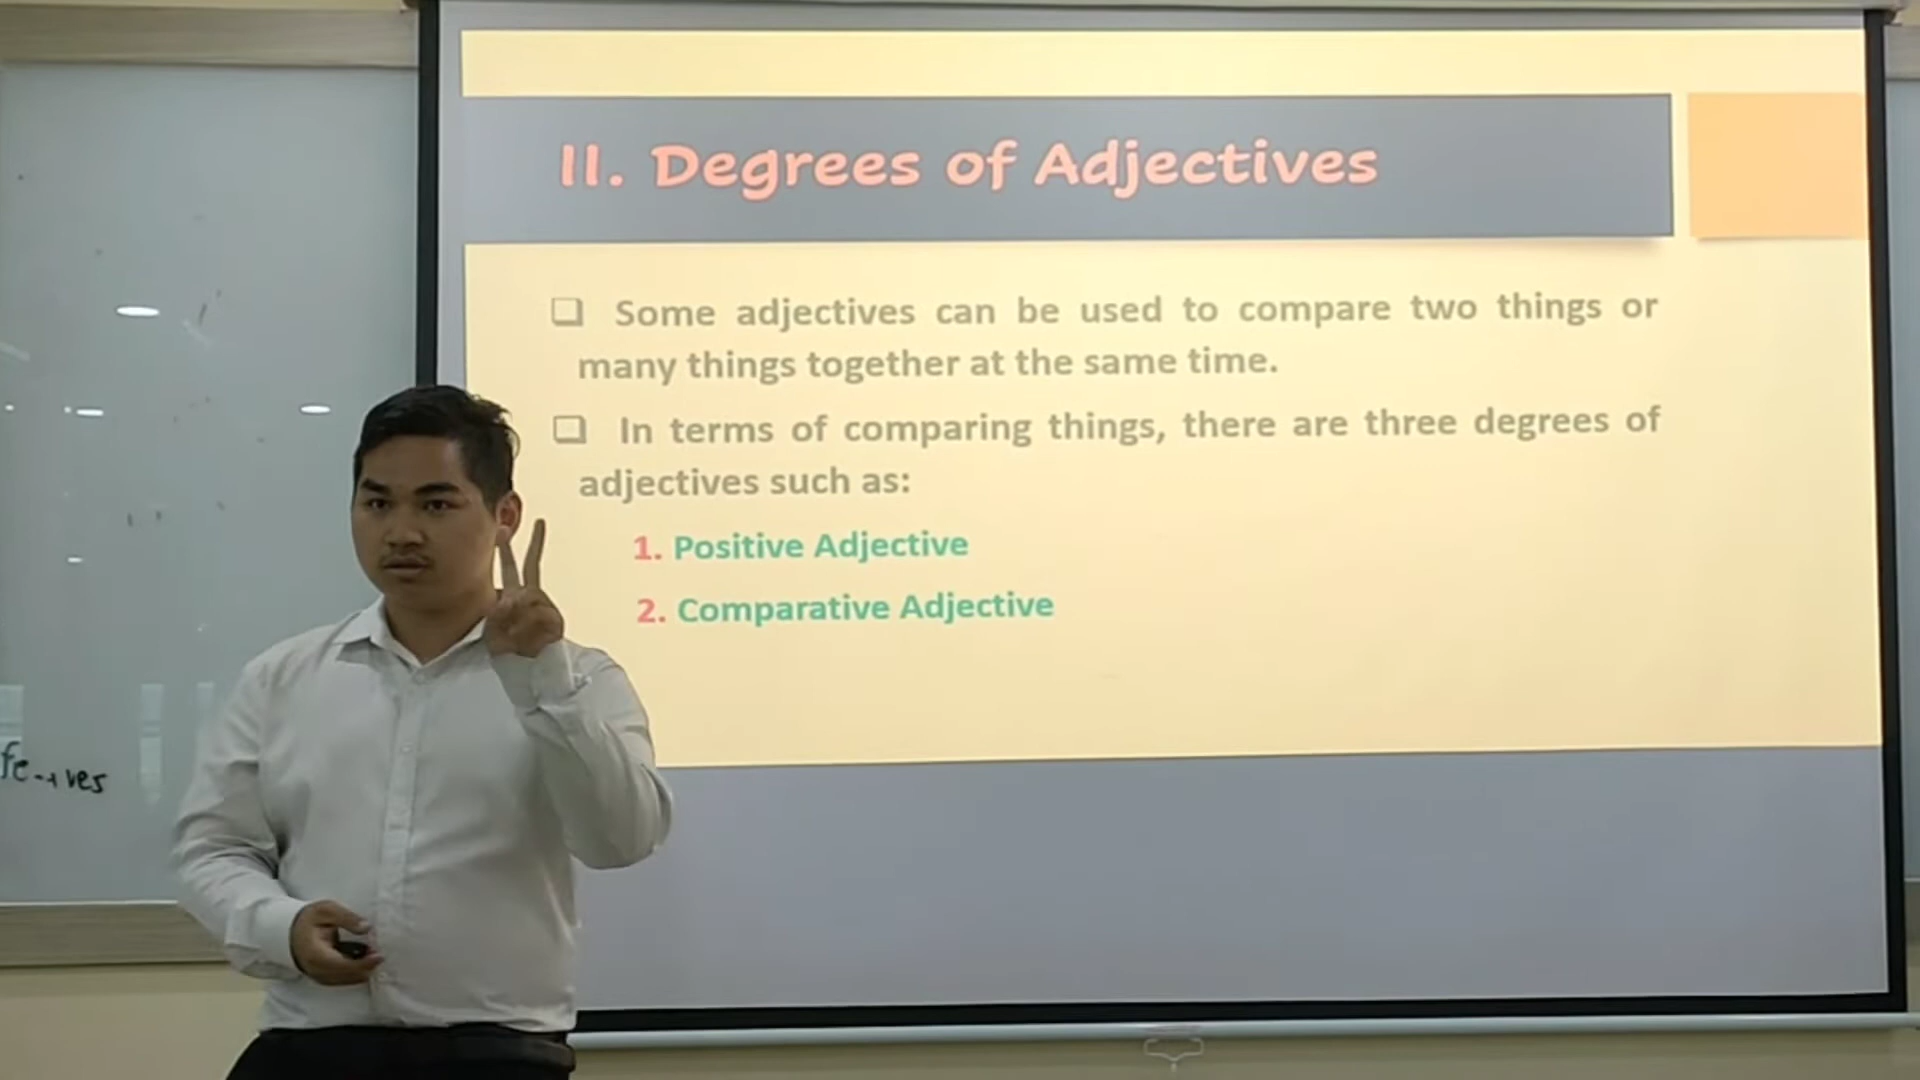 II. Degrees of Adjectives
❑ Some adjectives can be used to compare two things or
many things together at the same time.
❑ In terms of comparing things, there are three degrees of
adjectives such as:
1. Positive Adjective
2. Comparative Adjective
fe → ves